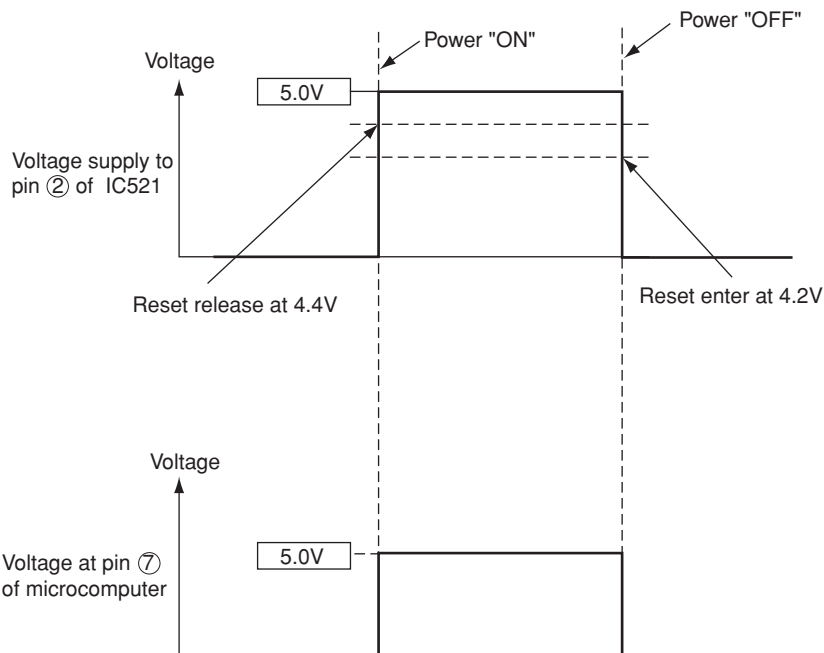 Power "ON"
Power "OFF"
Voltage
5.0V
Voltage supply to
pin ② of IC521
Reset release at 4.4V
Reset enter at 4.2V
Voltage
5.0V
Voltage at pin ⑦
of microcomputer